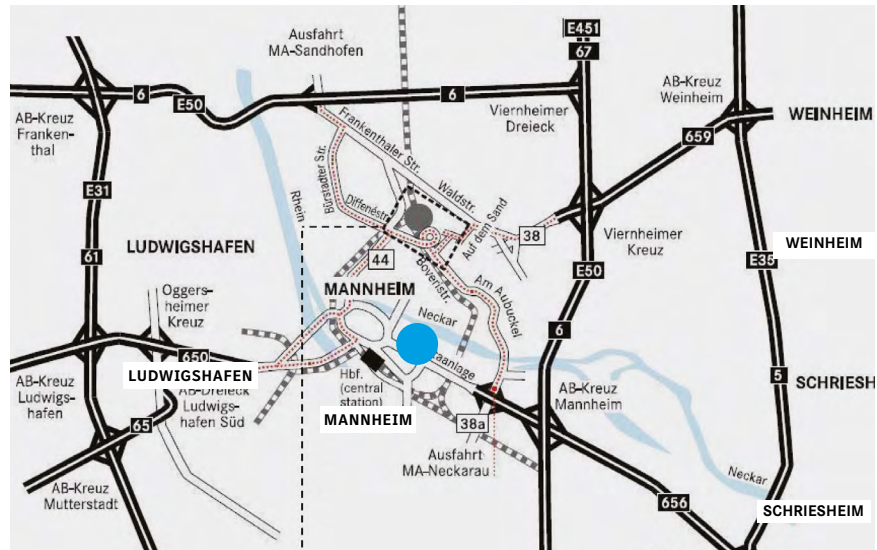 Ausfahrt
MA-Sandhofen
E451
67
6
E50
6
AB-Kreuz
Franken-
thal
Viernheimer
Dreieck
AB-Kreuz
Weinheim
WEINHEIM
659
Frankenthaler Str.
Bürstadter Str.
Waldstr.
E31
Rhein
Diffenéstr.
Auf dem Sand
38
Viernheimer
Kreuz
WEINHEIM
E35
LUDWIGSHAFEN
61
44
Bovenstr.
E50
Oggers-
heimer
Kreuz
MANNHEIM
Am Aubuckel
Neckar
6
650
5
AB-Kreuz
Ludwigs-
hafen
LUDWIGSHAFEN
AB-Dreieck
Ludwigs-
hafen Süd
Hbf.
(central
station)
AB-Kreuz
Mannheim
SCHRIESH
MANNHEIM
38a
65
Ausfahrt
MA-Neckarau
AB-Kreuz
Mutterstadt
Neckar
656
SCHRIESHEIM